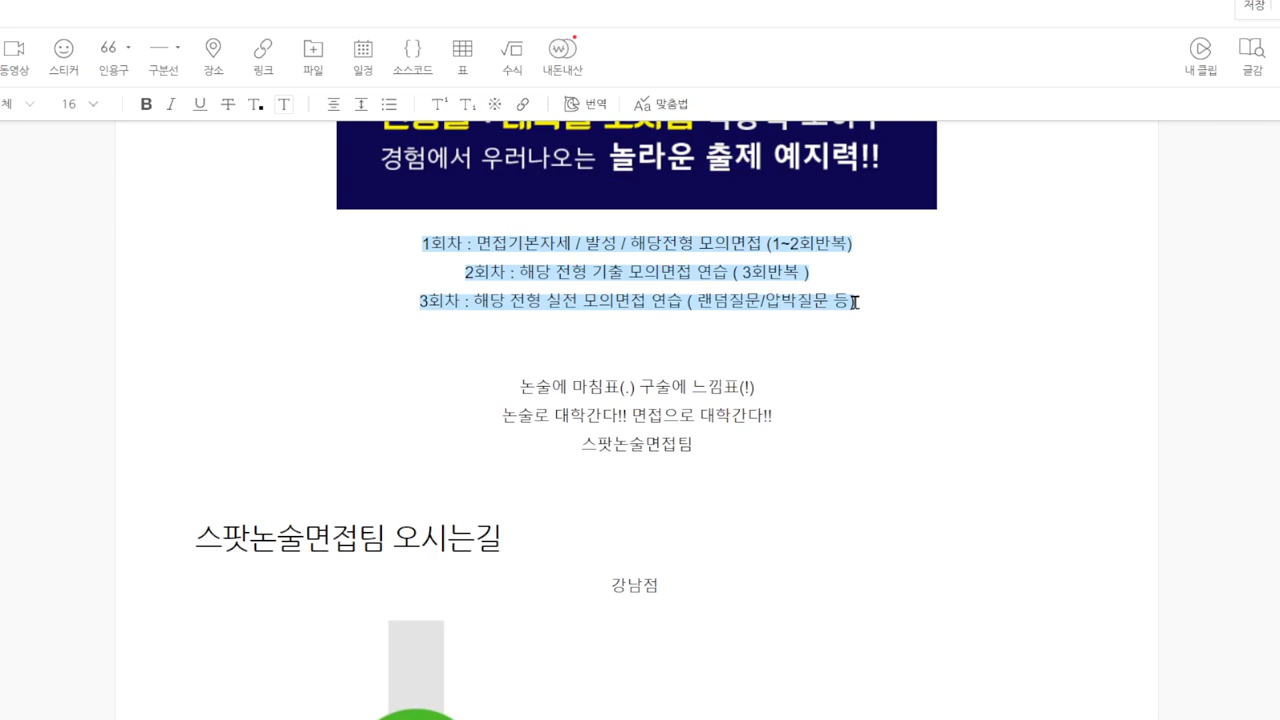 저장
동영상
스티커
66
인용구
구분선
장소
링크
파일
일정
{ } 소스코드
표
수식
내돈내산
내 클립
글감
체
16
B I U T T T
번역
맞춤법
경험에서 우러나오는 놀라운 출제 예지력!!
1회차 : 면접기본자세 / 발성 / 해당전형 모의면접 (1~2회반복)
2회차 : 해당 전형 기출 모의면접 연습 ( 3회반복 )
3회차 : 해당 전형 실전 모의면접 연습 ( 랜덤질문/압박질문 등)
논술에 마침표(.) 구술에 느낌표(!)
논술로 대학간다!! 면접으로 대학간다!!
스팟논술면접팀
스팟논술면접팀 오시는길
강남점